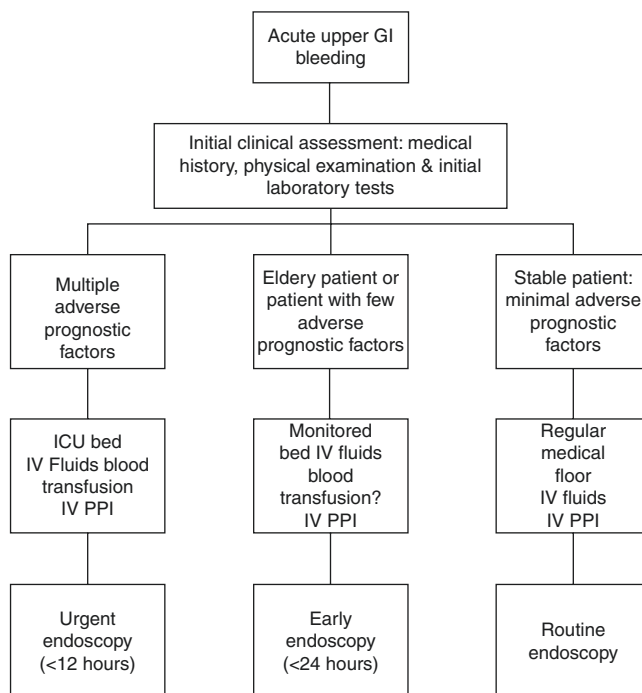 Acute upper GI
bleeding
Initial clinical assessment: medical
history, physical examination & initial
laboratory tests
Multiple
adverse
prognostic
factors
Eldery patient or
patient with few
adverse
prognostic factors
Stable patient:
minimal adverse
prognostic
factors
ICU bed
IV Fluids blood
transfusion
IV PPI
Monitored
bed IV fluids
blood
transfusion?
IV PPI
Regular
medical
floor
IV fluids
IV PPI
Urgent
endoscopy
(<12 hours)
Early
endoscopy
(<24 hours)
Routine
endoscopy